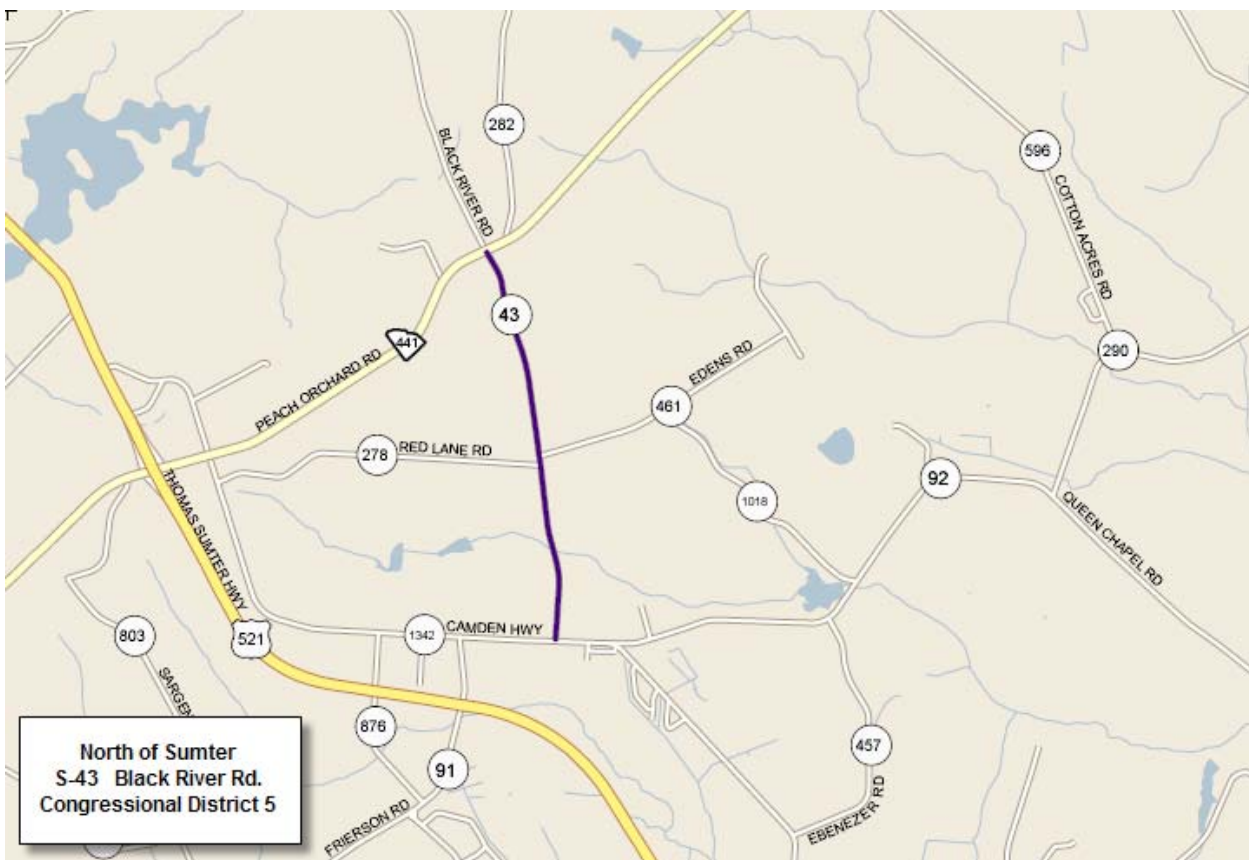 282
BLACK RIVER RD
596
COTTON ACRES RD
43
441
PEACH ORCHARD RD
290
EDENS RD
461
278
RED LANE RD
92
1018
QUEEN CHAPEL RD
THOMAS SUMTER HWY
521
803
1342
CAMDEN HWY
SARGEN
876
91
457
FRIERSON RD
EBENEZER RD
North of Sumter
S-43 Black River Rd.
Congressional District 5